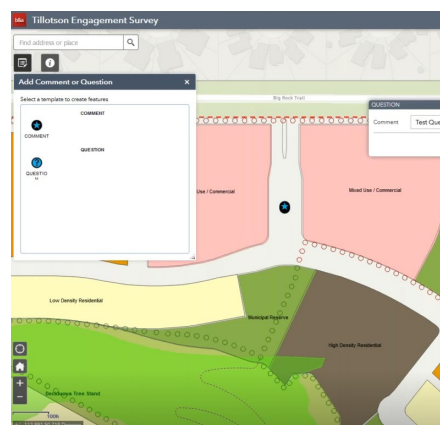 Tillotson Engagement Survey
Find address or place
Add Comment or Question
Select a template to create features
COMMENT
COMMENT
QUESTION
QUESTIO
N
Big Rock Trail
QUESTION
Comment
Test Que
Use / Commercial
Mixed Use / Commercial
Low Density Residential
Municipal Reserve
High Density Residential
Deciduous Tree Stand
100ft